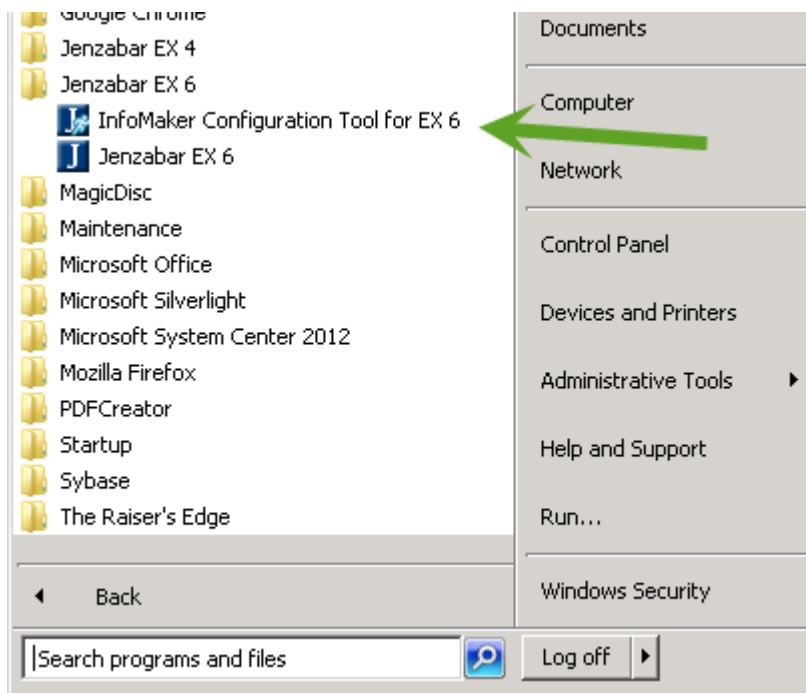 Google Chrome
Jenzabar EX 4
Jenzabar EX 6
InfoMaker Configuration Tool for EX 6
Jenzabar EX 6
MagicDisc
Maintenance
Microsoft Office
Microsoft Silverlight
Microsoft System Center 2012
Mozilla Firefox
PDFCreator
Startup
Sybase
The Raiser's Edge
Back
Search programs and files
Documents
Computer
Network
Control Panel
Devices and Printers
Administrative Tools
Help and Support
Run...
Windows Security
Log off